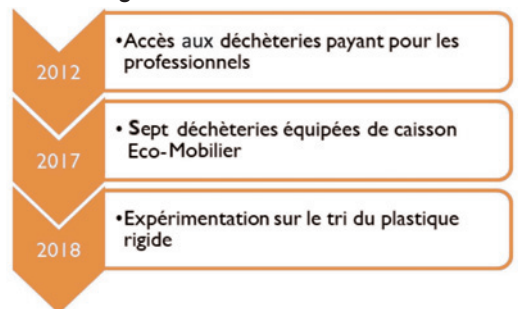 2012
•Accès aux déchèteries payant pour les
professionnels
2017
• Sept déchèteries équipées de caisson
Eco-Mobilier
2018
•Expérimentation sur le tri du plastique
rigide